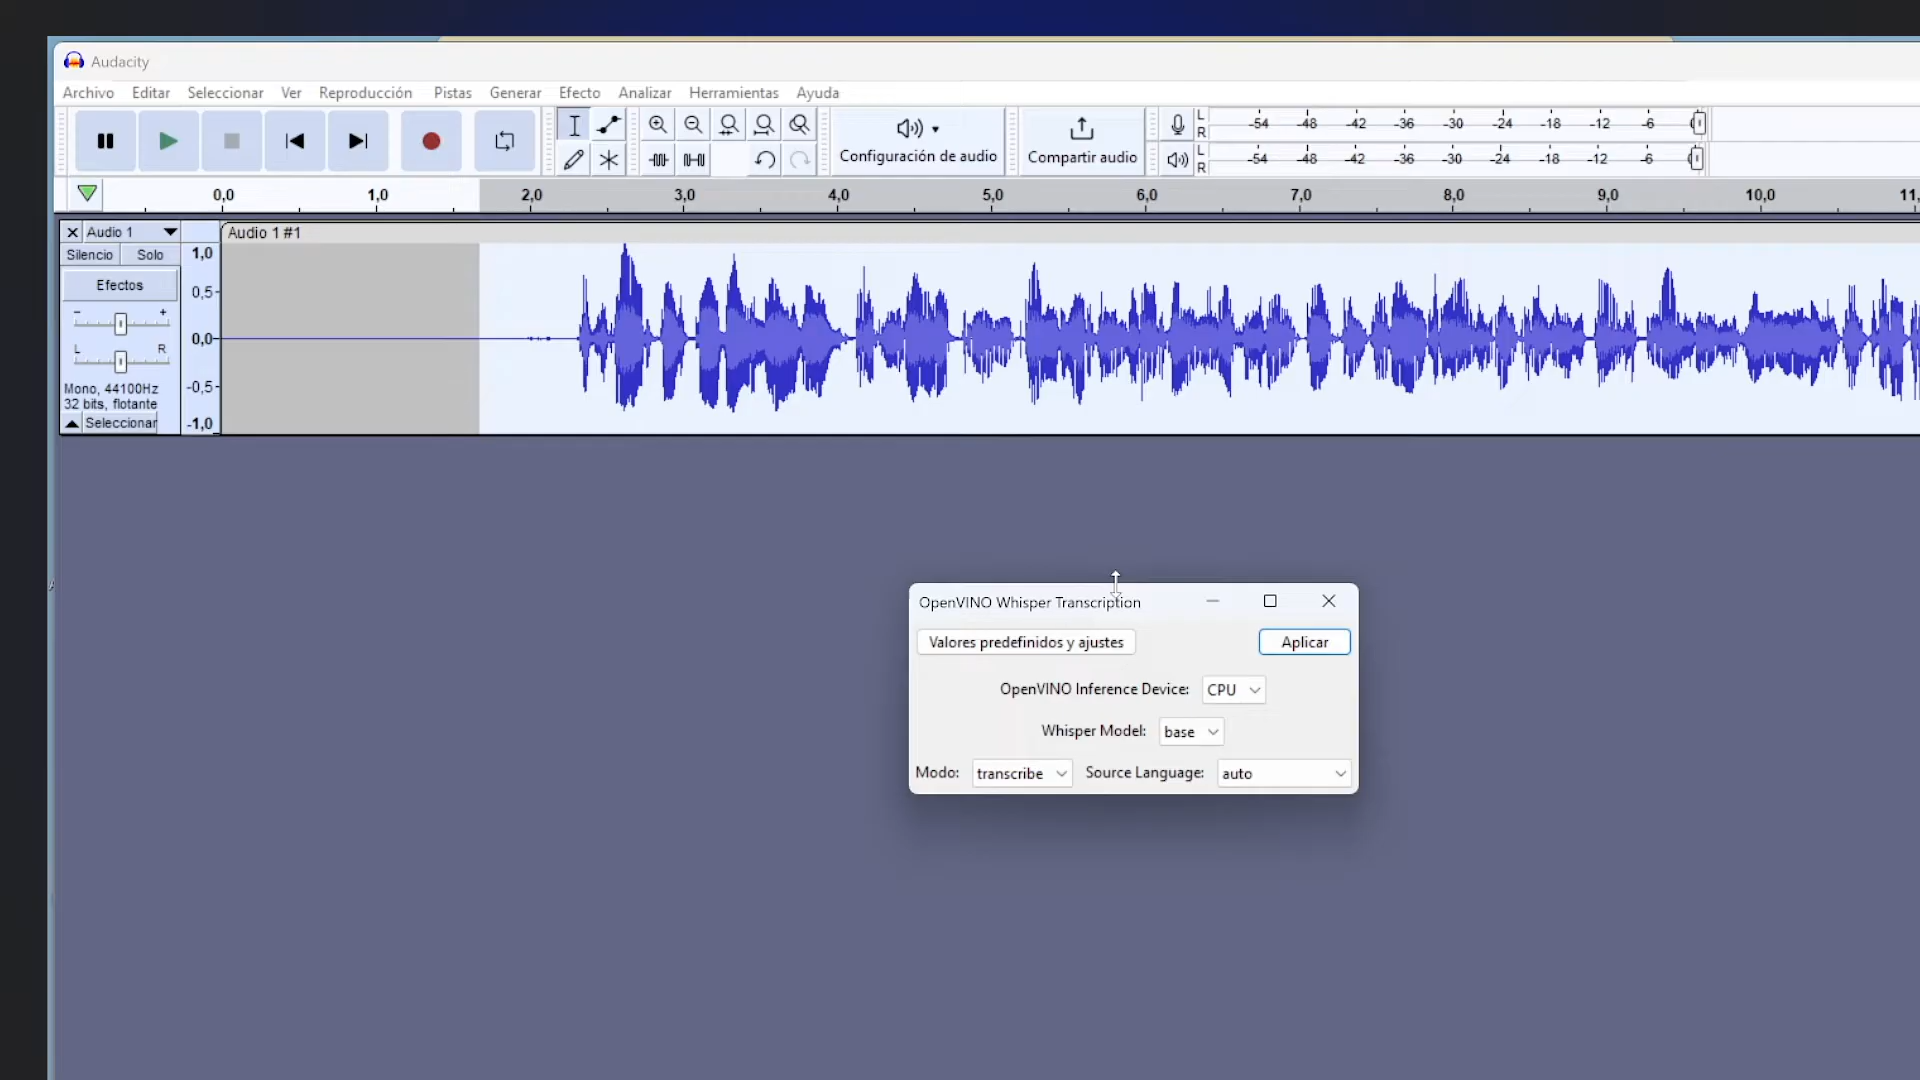 Audacity
Archivo Editar Seleccionar Ver Reproducción Pistas Generar Efecto Analizar Herramientas Ayuda
L -54 -48 -42 -36 -30 -24 -18 -12 -6 0
R
Configuración de audio Compartir audio
L -54 -48 -42 -36 -30 -24 -18 -12 -6 0
R
0,0 1,0 2,0 3,0 4,0 5,0 6,0 7,0 8,0 9,0 10,0 11,
Audio 1 Audio 1 #1
Silencio Solo 1,0
Efectos 0,5
- +
0,0
L R
Mono, 44100Hz -0,5
32 bits, flotante
Seleccionar -1,0
OpenVINO Whisper Transcription
Valores predefinidos y ajustes Aplicar
OpenVINO Inference Device: CPU
Whisper Model: base
Modo: transcribe Source Language: auto